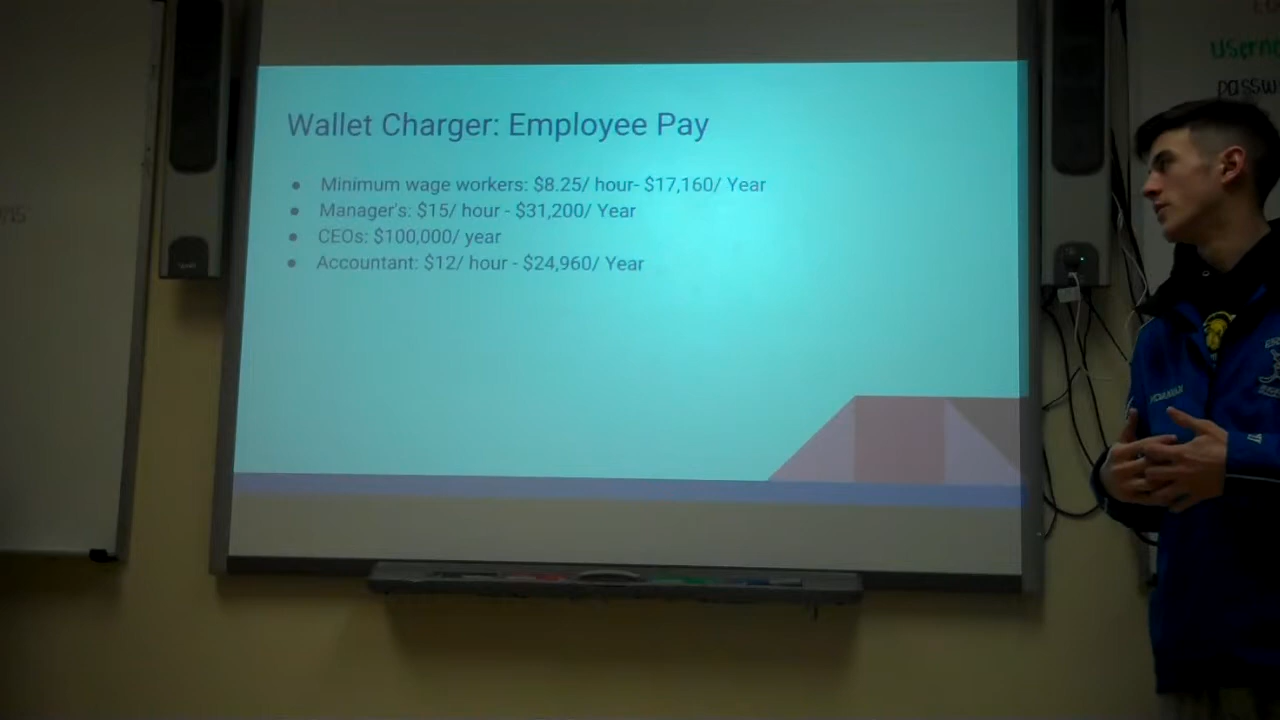 Wallet Charger: Employee Pay
● Minimum wage workers: $8.25/ hour- $17,160/ Year
● Manager's: $15/ hour - $31,200/ Year
● CEOs: $100,000/ year
● Accountant: $12/ hour - $24,960/ Year
usern
passw